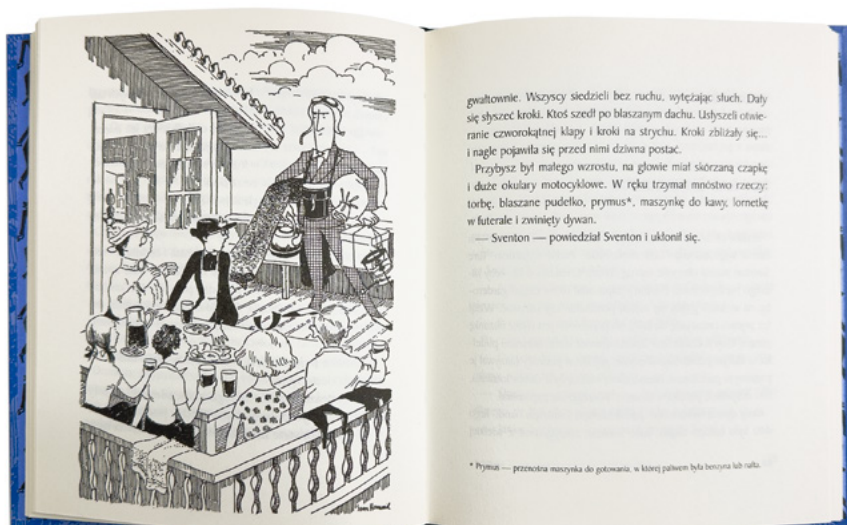 gwałtownie. Wszyscy siedzieli bez ruchu, wytężając słuch. Dały
się słyszeć kroki. Ktoś szedł po blaszanym dachu. Usłyszeli otwie-
ranie czworokątnej klapy i kroki na strychu. Kroki zbliżały się...
i nagle pojawiła się przed nimi dziwna postać.
Przybysz był małego wzrostu, na głowie miał skórzaną czapkę
i duże okulary motocyklowe. W ręku trzymał mnóstwo rzeczy:
torbę, blaszane pudełko, prymus*, maszynkę do kawy, lornetkę
w futerale i zwinięty dywan.
— Sventon — powiedział Sventon i ukłonił się.
* Prymus — przenośna maszynka do gotowania, w której paliwem była benzyna lub nafta.